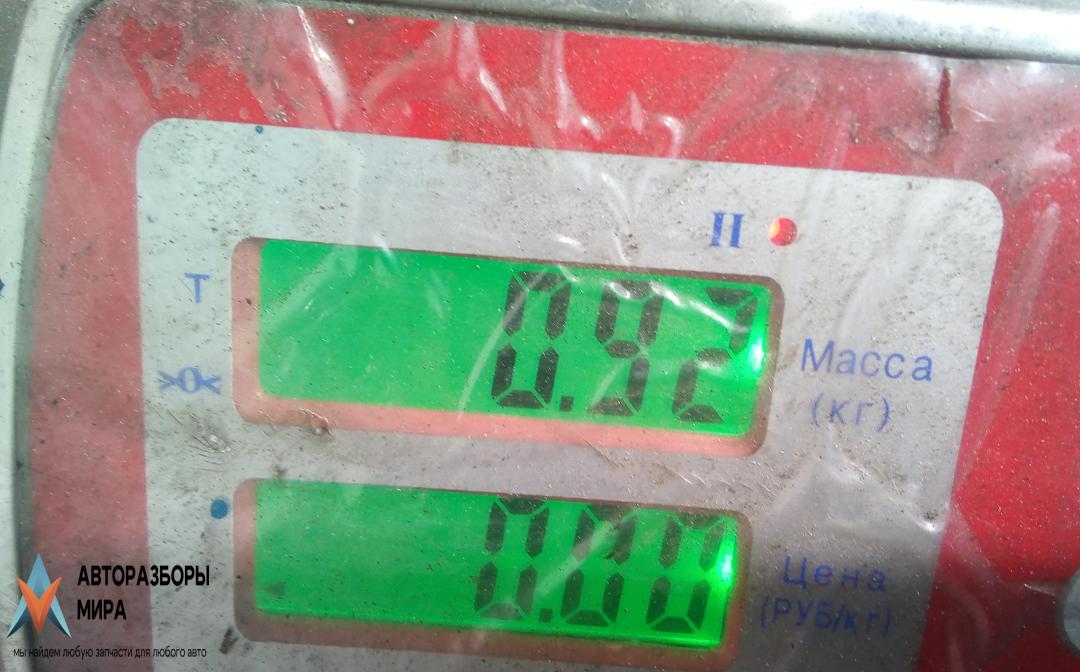 II
T
0.92
>0<
Масса
(кг)
0.00
Цена
(РУБ/кг)
АВТОРАЗБОРЫ
МИРА
мы найдем любую запчасти для любого авто